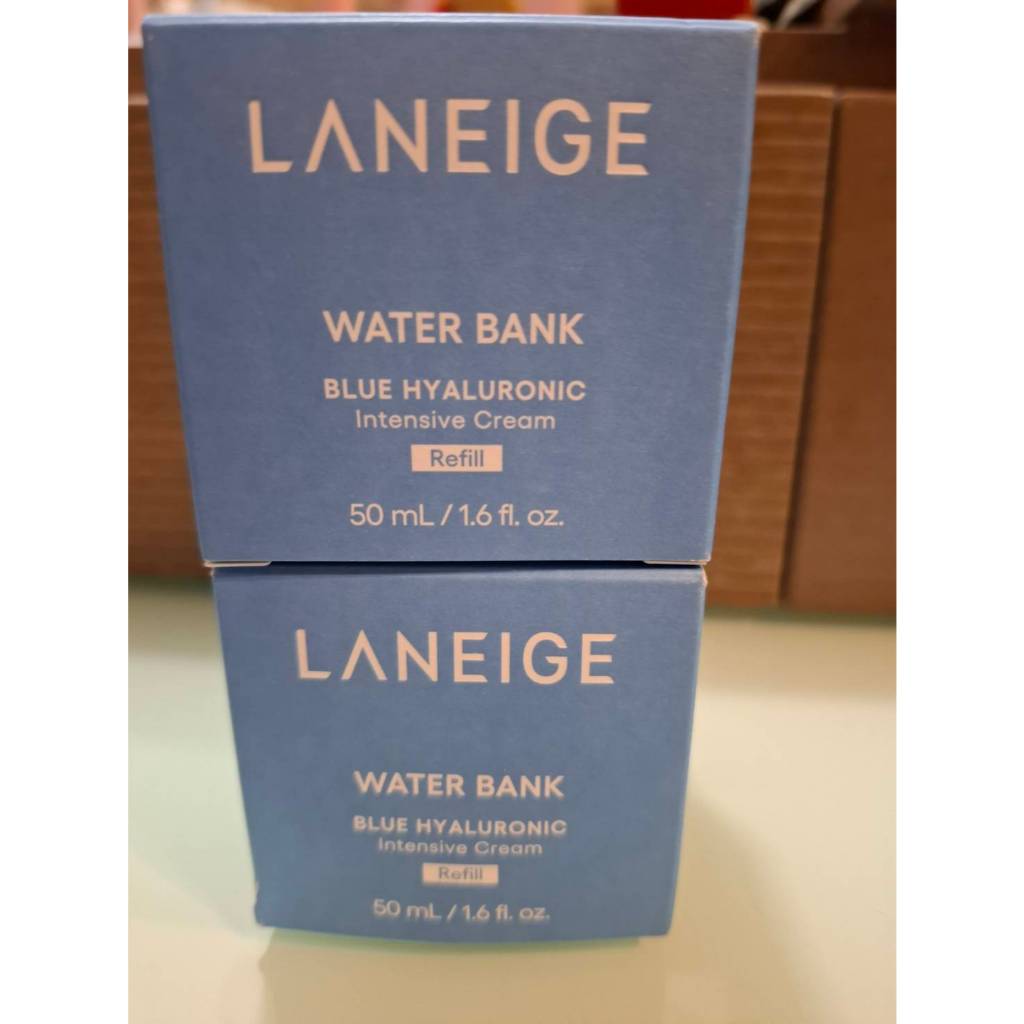 LANEIGE
WATER BANK
BLUE HYALURONIC
Intensive Cream
Refill
50 mL / 1.6 fl. oz.
LANEIGE
WATER BANK
BLUE HYALURONIC
Intensive Cream
Refill
50 mL / 1.6 fl. oz.